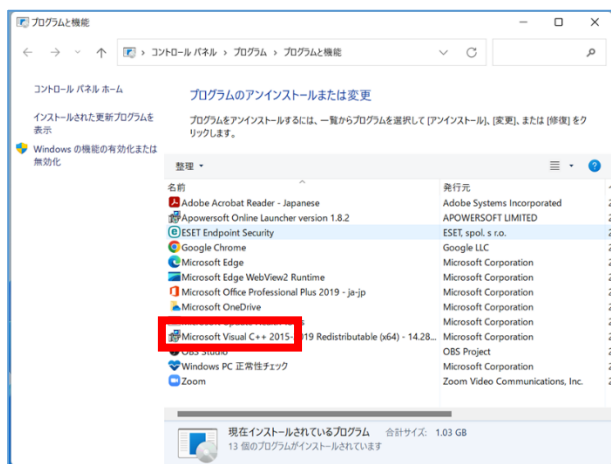 プログラムと機能
コントロール パネル › プログラム › プログラムと機能
コントロール パネル ホーム
インストールされた更新プログラムを
表示
Windows の機能の有効化または
無効化
プログラムのアンインストールまたは変更
プログラムをアンインストールするには、一覧からプログラムを選択して [アンインストール]、[変更]、または [修復] をク
リックします。
整理
名前 発行元
Adobe Acrobat Reader - Japanese Adobe Systems Incorporated
Apowersoft Online Launcher version 1.8.2 APOWERSOFT LIMITED
ESET Endpoint Security ESET, spol. s r.o.
Google Chrome Google LLC
Microsoft Edge Microsoft Corporation
Microsoft Edge WebView2 Runtime Microsoft Corporation
Microsoft Office Professional Plus 2019 - ja-jp Microsoft Corporation
Microsoft OneDrive Microsoft Corporation
Microsoft Corporation
Microsoft Visual C++ 2015-2019 Redistributable (x64) - 14.28... Microsoft Corporation
OBS Studio OBS Project
Windows PC 正常性チェック Microsoft Corporation
Zoom Zoom Video Communications, Inc.
現在インストールされているプログラム 合計サイズ: 1.03 GB
13 個のプログラムがインストールされています